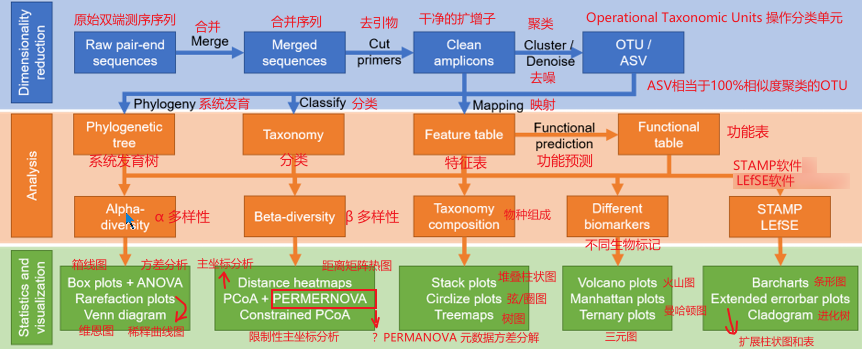 Dimensionality reduction
原始双端测序序列
合并
合并序列
去引物
干净的扩增子
聚类
Operational Taxonomic Units 操作分类单元
Raw pair-end sequences
Merge
Merged sequences
Cut primers
Clean amplicons
Cluster / Denoise
去噪
OTU / ASV
ASV相当于100%相似度聚类的OTU
Phylogeny 系统发育
Classify 分类
Mapping 映射
Analysis
Phylogenetic tree
系统发育树
Taxonomy
分类
Feature table
特征表
Functional prediction
功能预测
Functional table
功能表
STAMP软件
LEfSE软件
Alpha-diversity
α 多样性
Beta-diversity
β 多样性
Taxonomy composition
物种组成
Different biomarkers
不同生物标记
STAMP
LEfSE
Statistics and visualization
箱线图
方差分析
Box plots + ANOVA
Rarefaction plots
Venn diagram
维恩图
稀释曲线图
主坐标分析
距离矩阵热图
Distance heatmaps
PCoA + PERMERNOVA
Constrained PCoA
限制性主坐标分析
? PERMANOVA 元数据方差分解
Stack plots 堆叠柱状图
Circlize plots 弦/圈图
Treemaps 树图
Volcano plots 火山图
Manhattan plots 曼哈顿图
Ternary plots
三元图
Barcharts 条形图
Extended errorbar plots
Cladogram 进化树
扩展柱状图和表